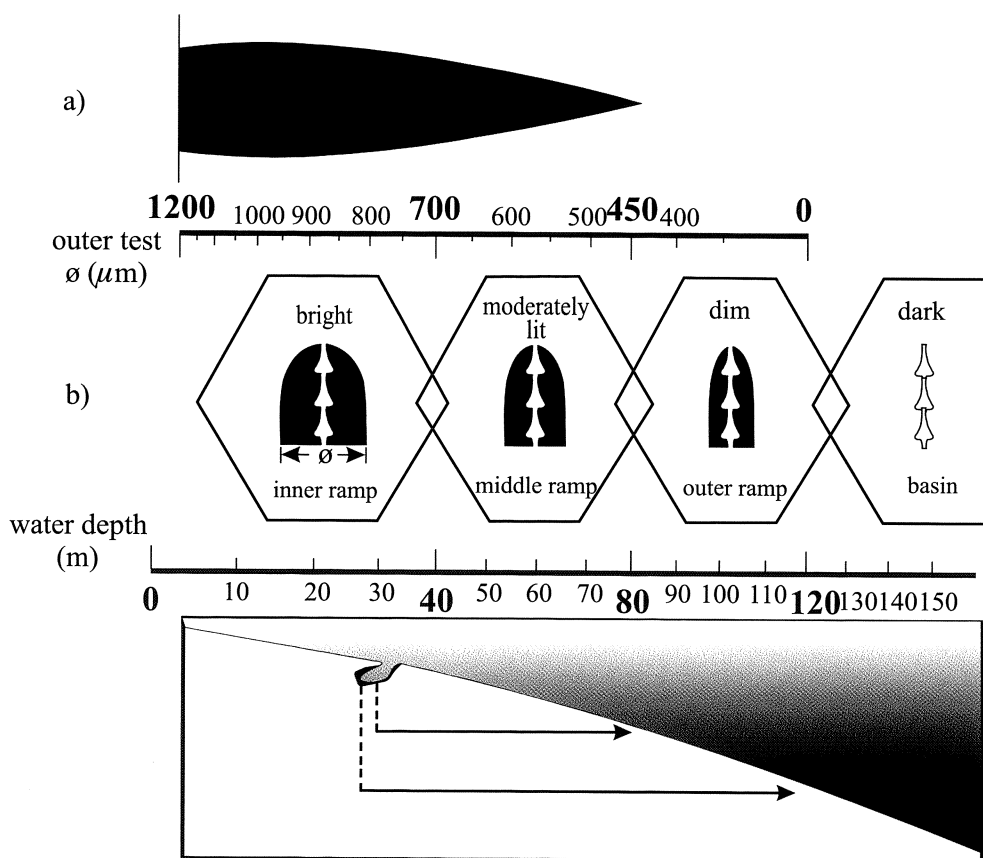 a)
1200 1000 900 800 700 600 500 450 400 0
outer test
ø (µm)
bright
moderately
lit
dim
dark
b)
ø
inner ramp
middle ramp
outer ramp
basin
water depth
(m)
0 10 20 30 40 50 60 70 80 90 100 110 120 130 140 150